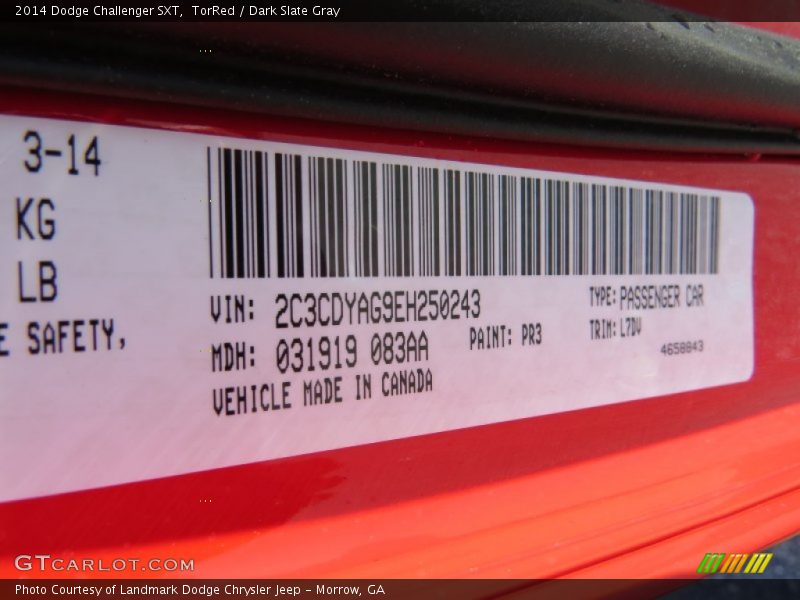 2014 Dodge Challenger SXT,  TorRed / Dark Slate Gray
3-14
KG
LB
E SAFETY,
VIN: 2C3CDYAG9EH250243
TYPE: PASSENGER CAR
MDH: 031919 083AA
PAINT: PR3
TRIM: L7DV
4658843
VEHICLE MADE IN CANADA
GTCARLOT.COM
Photo Courtesy of Landmark Dodge Chrysler Jeep - Morrow, GA